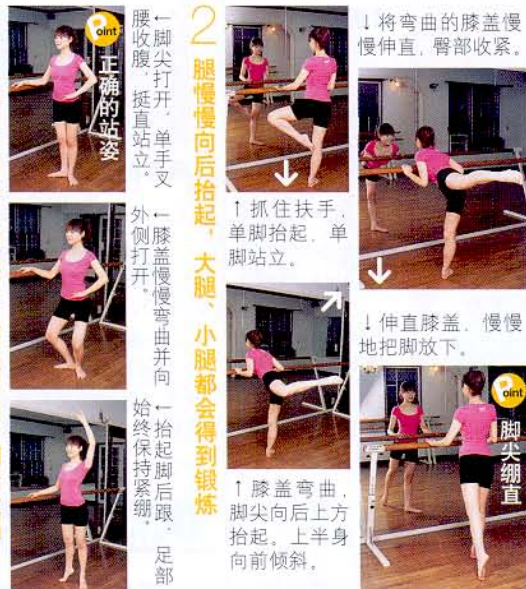 Point
正确的站姿
←脚尖打开，单手叉
腰收腹，挺直站立。
←膝盖慢慢弯曲并向
外侧打开。
←抬起脚后跟，足部
始终保持紧绷。
2
腿慢慢向后抬起，大腿、小腿都会得到锻炼
↑抓住扶手，
单脚抬起，单
脚站立。
↑膝盖弯曲，
脚尖向后上方
抬起。上半身
向前倾斜。
↓将弯曲的膝盖慢
慢伸直，臀部收紧。
↓伸直膝盖，慢慢
地把脚放下。
Point
脚尖绷直